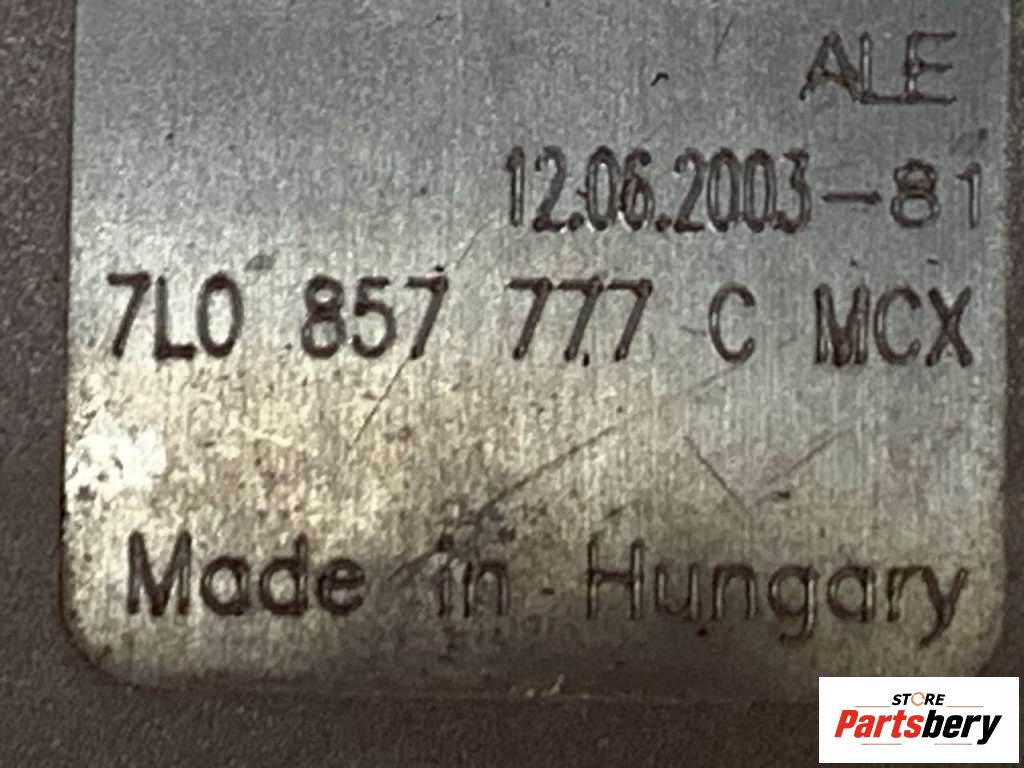 ALE
12.06.2003-81
7L0 857 777 C MCX
Made in Hungary
STORE
Partsbery